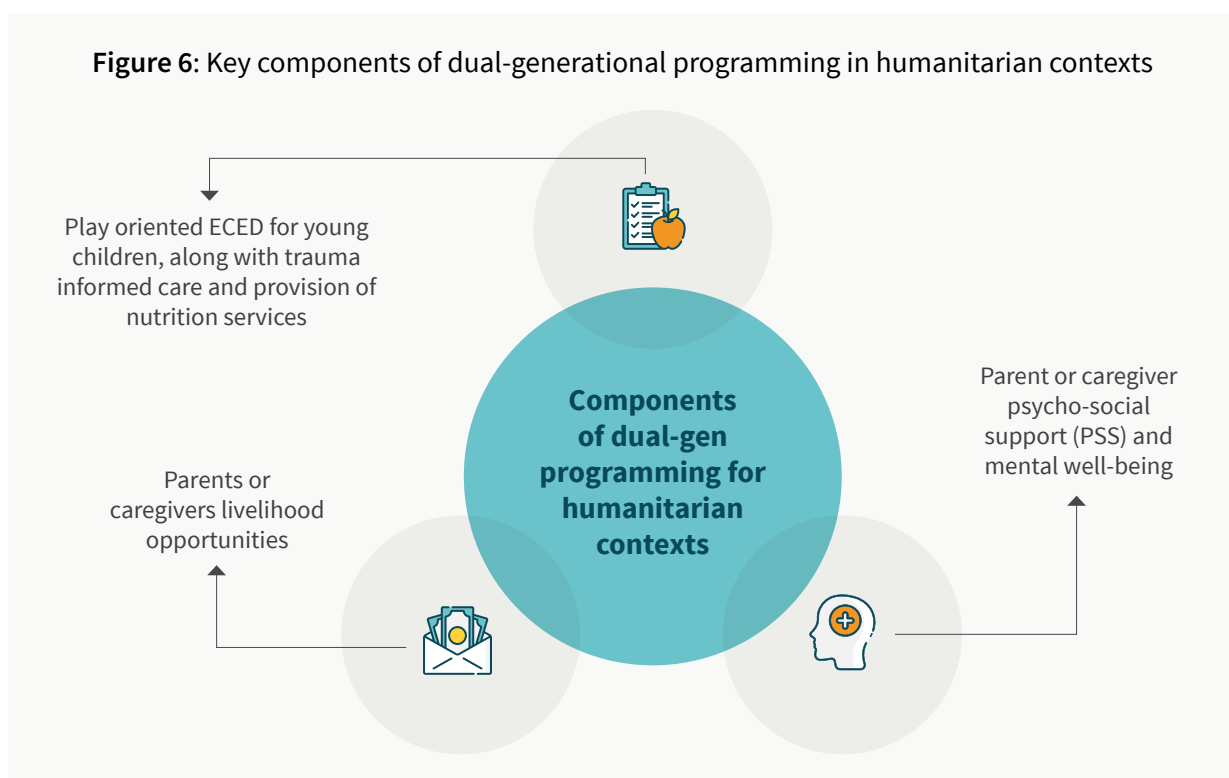 Figure 6: Key components of dual-generational programming in humanitarian contexts
Play oriented ECED for young
children, along with trauma
informed care and provision of
nutrition services
Components
of dual-gen
programming for
humanitarian
contexts
Parent or caregiver
psycho-social
support (PSS) and
mental well-being
Parents or
caregivers livelihood
opportunities